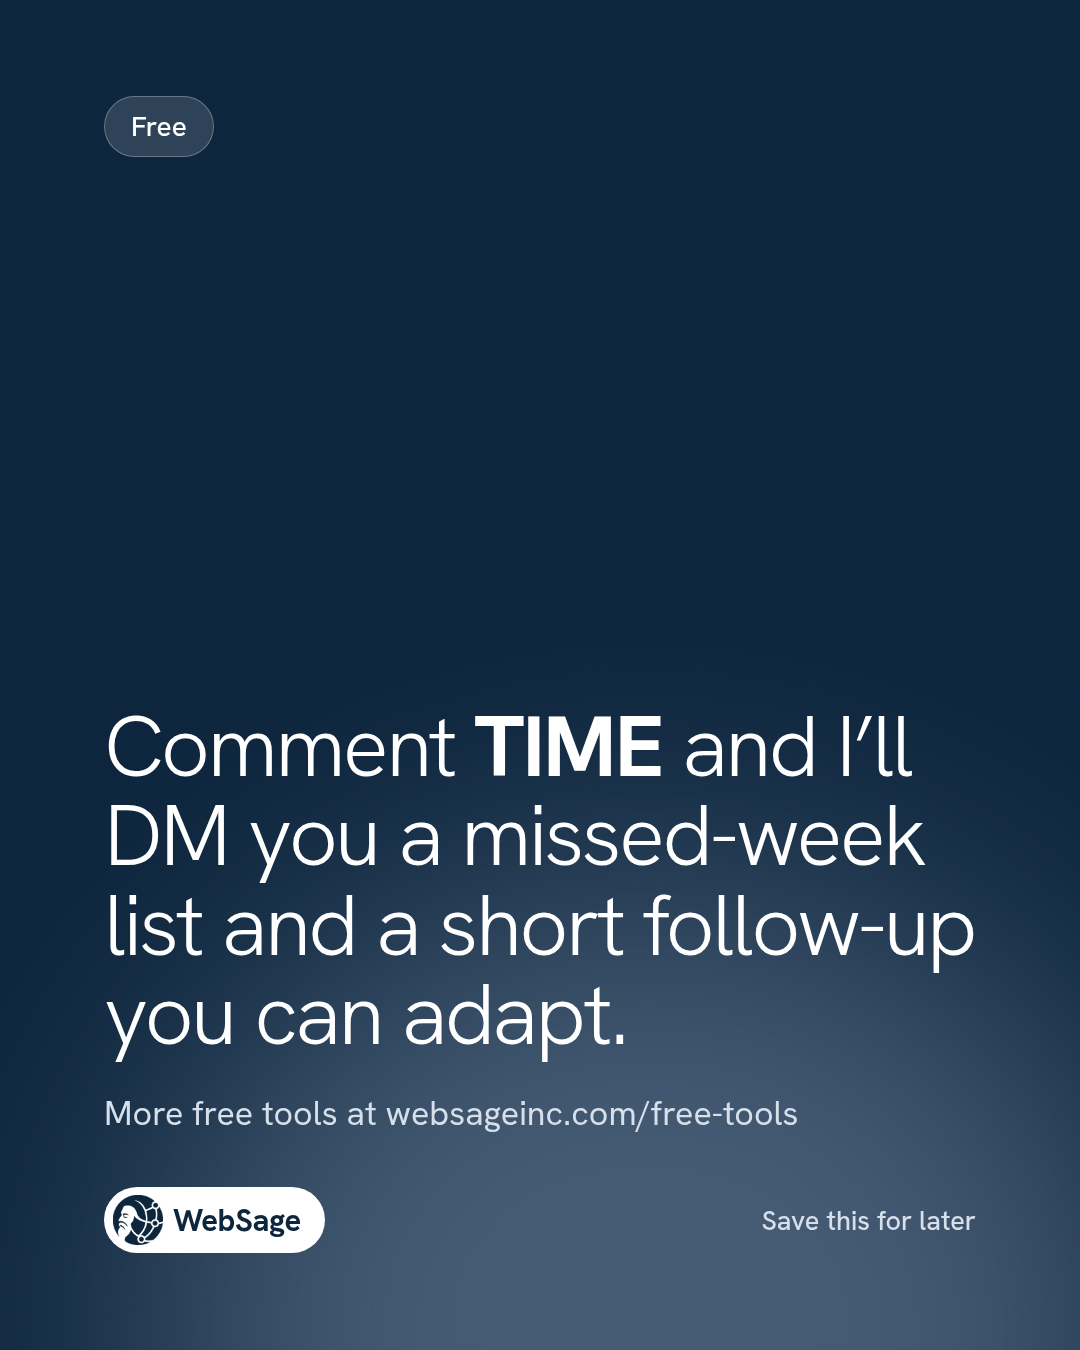 Free
Comment TIME and I’ll
DM you a missed-week
list and a short follow-up
you can adapt.
More free tools at websageinc.com/free-tools
WebSage
Save this for later